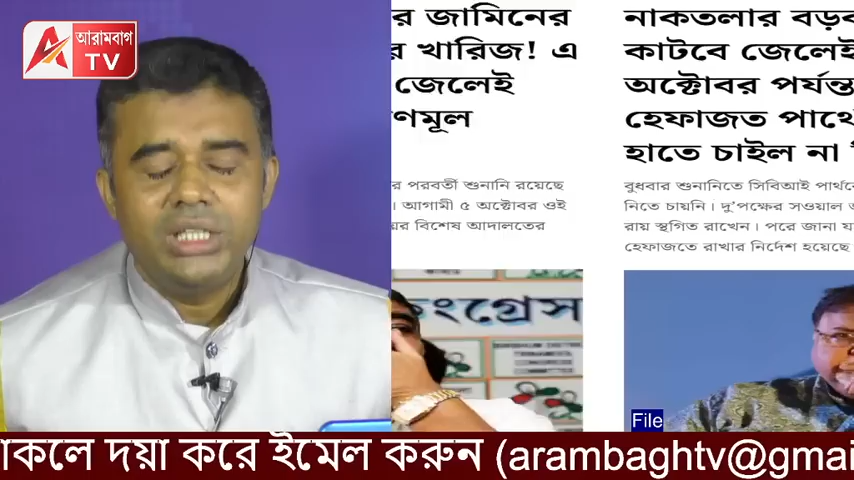 আরামবাগ
TV
র জামিনের
র খারিজ! এ
জেলেই
ণমূল
র পরবর্তী শুনানি রয়েছে
। আগামী ৫ অক্টোবর ওই
য়ের বিশেষ আদালতের
নাকতলার বড়ব
কাটবে জেলেই
অক্টোবর পর্যন্ত
হেফাজত পার্থে
হাতে চাইল না
বুধবার শুনানিতে সিবিআই পার্থকে
নিতে চায়নি। দু'পক্ষের সওয়াল
রায় স্থগিত রাখেন। পরে জানা যা
হেফাজতে রাখার নির্দেশ হয়েছে
কংগ্রেস
File
াকলে দয়া করে ইমেল করুন (arambaghtv@gmai